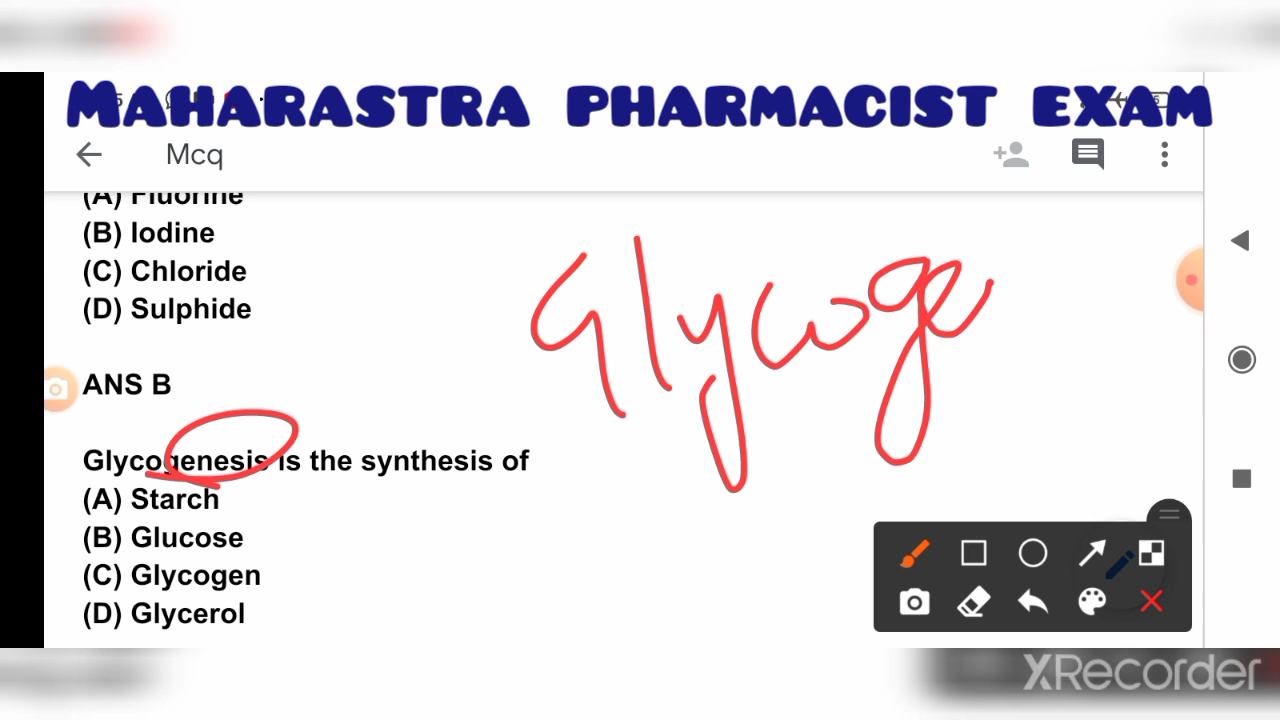 MAHARASTRA PHARMACIST EXAM
Mcq
(A) Fluorine
(B) Iodine
(C) Chloride
(D) Sulphide
ANS B
Glycoge
Glycogenesis is the synthesis of
(A) Starch
(B) Glucose
(C) Glycogen
(D) Glycerol
XRecorder